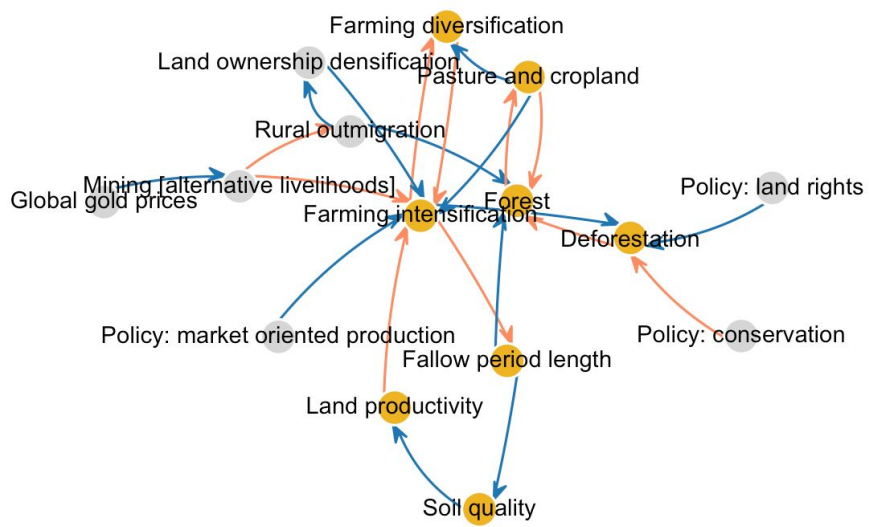 Farming diversification
Land ownership densification
Pasture and cropland
Rural outmigration
Mining [alternative livelihoods]
Policy: land rights
Global gold prices
Forest
Farming intensification
Deforestation
Policy: market oriented production
Policy: conservation
Fallow period length
Land productivity
Soil quality